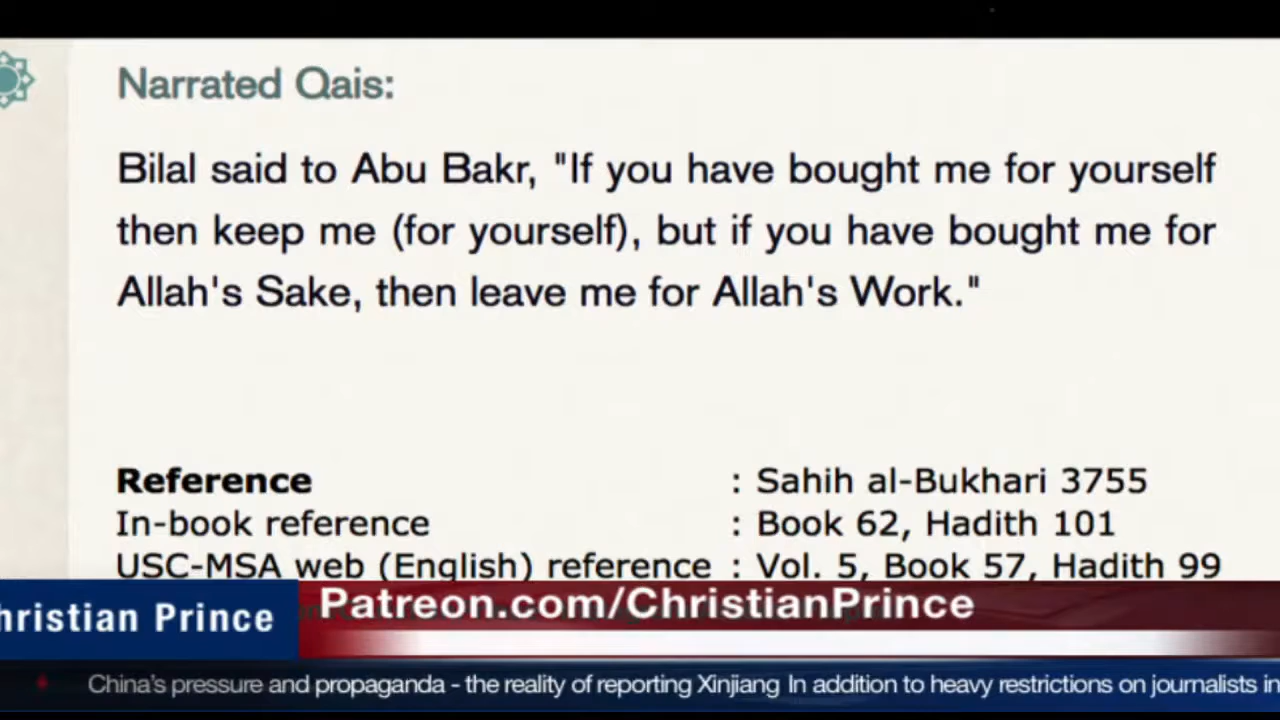 Narrated Qais:
Bilal said to Abu Bakr, "If you have bought me for yourself
then keep me (for yourself), but if you have bought me for
Allah's Sake, then leave me for Allah's Work."
Reference : Sahih al-Bukhari 3755
In-book reference : Book 62, Hadith 101
USC-MSA web (English) reference : Vol. 5, Book 57, Hadith 99
hristian Prince
Patreon.com/ChristianPrince
China's pressure and propaganda - the reality of reporting Xinjiang In addition to heavy restrictions on journalists in